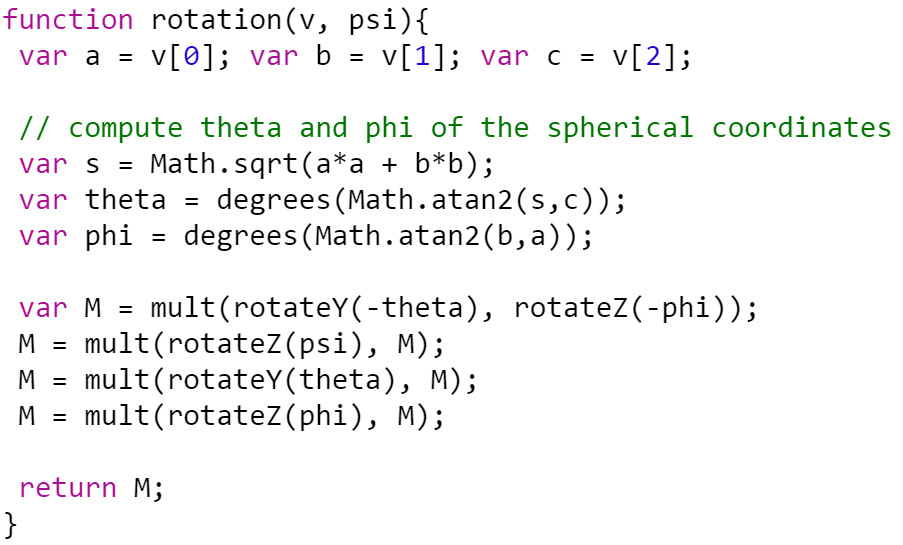 function rotation(v, psi){
var a = v[0]; var b = v[1]; var c = v[2];
// compute theta and phi of the spherical coordinates
var s = Math.sqrt(a*a + b*b);
var theta = degrees(Math.atan2(s,c));
var phi = degrees(Math.atan2(b,a));
var M = mult(rotateY(-theta), rotateZ(-phi));
M = mult(rotateZ(psi), M);
M = mult(rotateY(theta), M);
M = mult(rotateZ(phi), M);
return M;
}